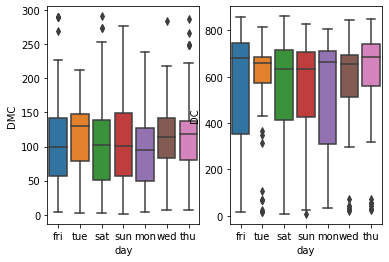 300
250
200
150
100
50
0
DMC
fri
tue
sat
sun
mon
wed
thu
day
800
600
400
200
0
DC
fri
tue
sat
sun
mon
wed
thu
day